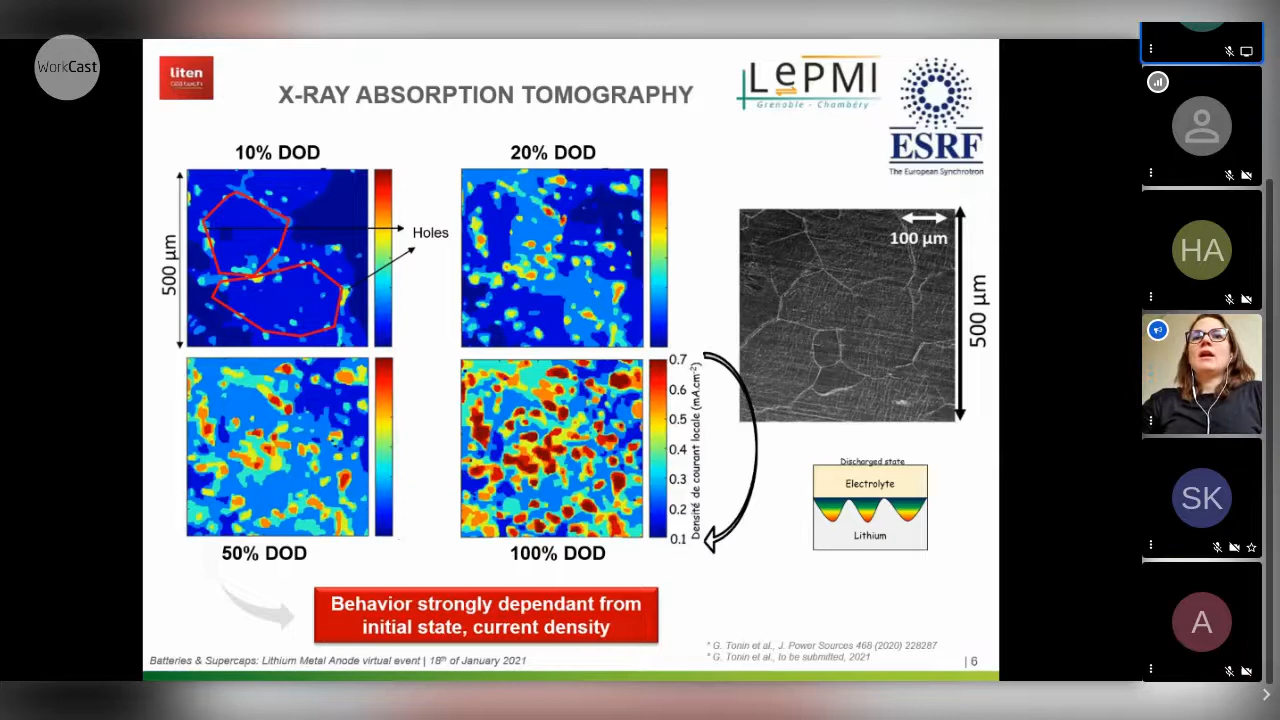 WorkCast
liten
X-RAY ABSORPTION TOMOGRAPHY
LEPMI
Grenoble - Chambéry
ESRF
The European Synchrotron
10% DOD
20% DOD
500 µm
Holes
100 µm
500 µm
0.7
0.6
0.5
0.4
0.3
0.2
0.1
Densité de courant locale (mA.cm⁻²)
50% DOD
100% DOD
Discharged state
Electrolyte
Lithium
Behavior strongly dependant from
initial state, current density
* G. Tonin et al., J. Power Sources 468 (2020) 228287
* G. Tonin et al., to be submitted, 2021
Batteries & Supercaps: Lithium Metal Anode virtual event | 18th of January 2021
| 6
HA
SK
A